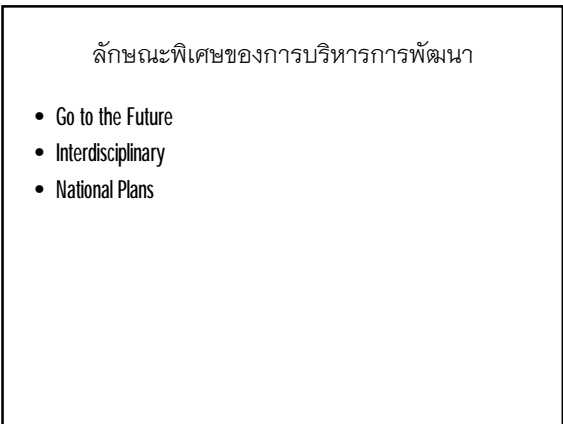 ลักษณะพิเศษของการบริหารการพัฒนา
• Go to the Future
• Interdisciplinary
• National Plans